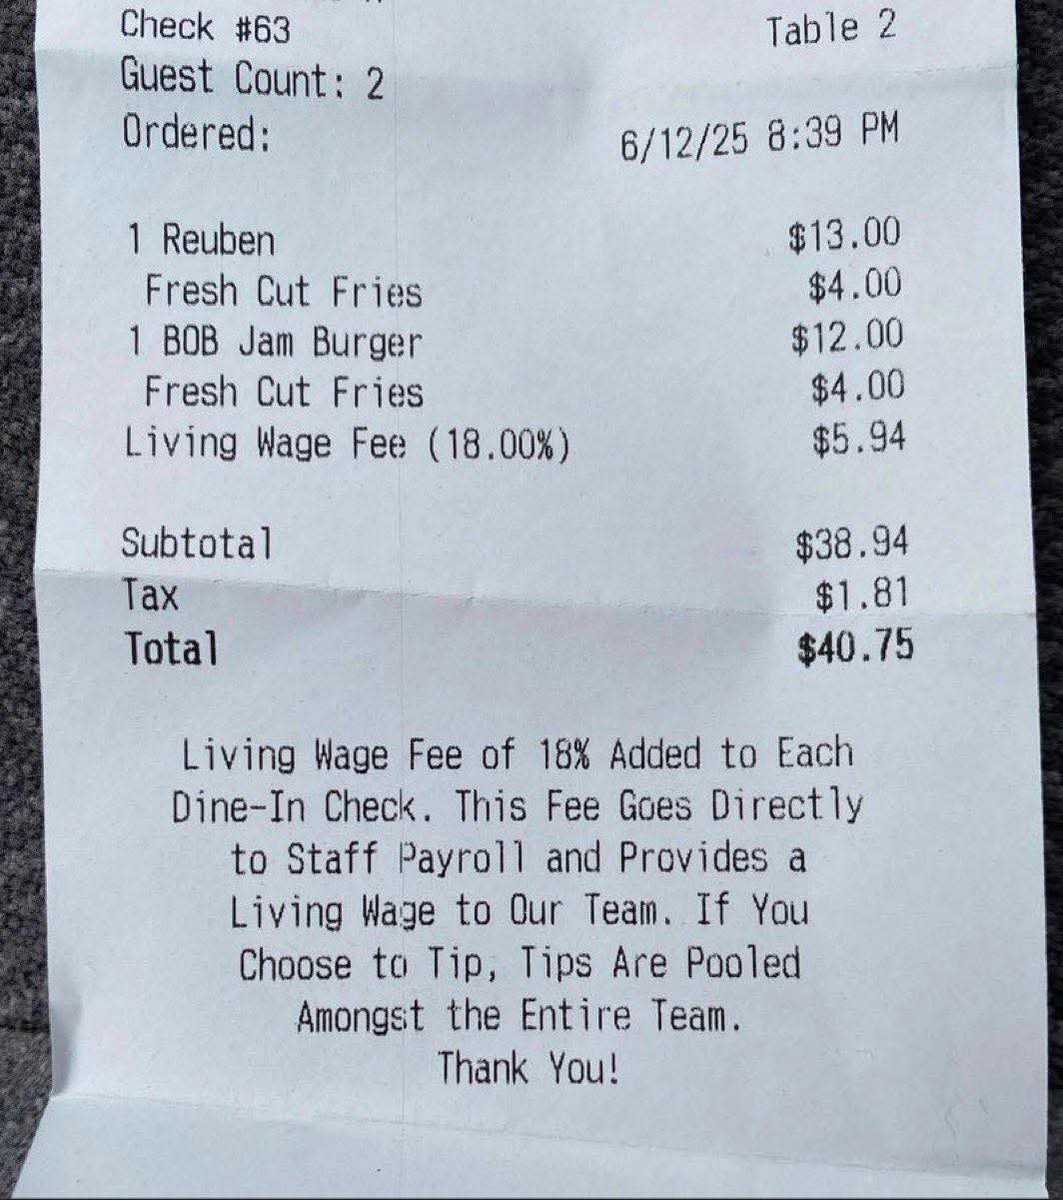 Check #63 Table 2
Guest Count: 2
Ordered: 6/12/25 8:39 PM
1 Reuben $13.00
Fresh Cut Fries $4.00
1 BOB Jam Burger $12.00
Fresh Cut Fries $4.00
Living Wage Fee (18.00%) $5.94
Subtotal $38.94
Tax $1.81
Total $40.75
Living Wage Fee of 18% Added to Each
Dine-In Check. This Fee Goes Directly
to Staff Payroll and Provides a
Living Wage to Our Team. If You
Choose to Tip, Tips Are Pooled
Amongst the Entire Team.
Thank You!